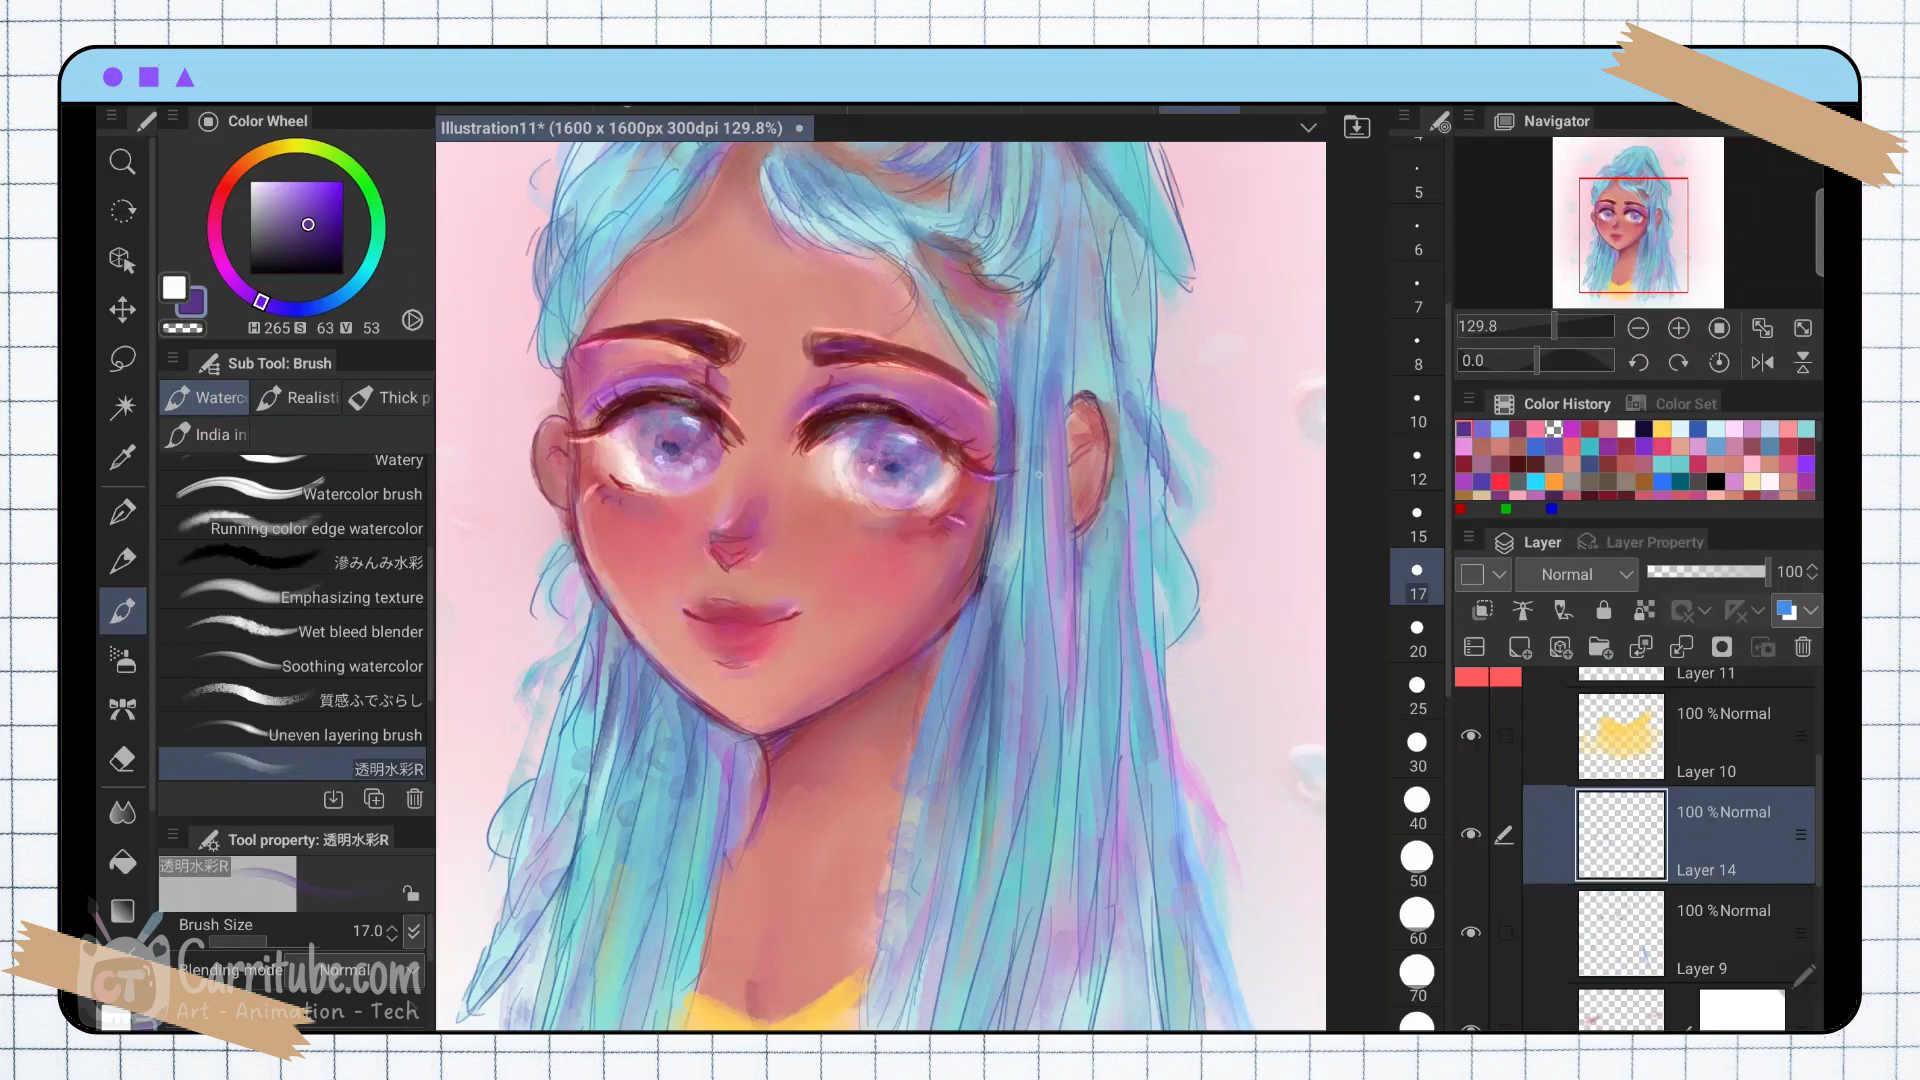 Color Wheel
Illustration11* (1600 x 1600px 300dpi 129.8%)
Navigator
H 265 S 63 V 53
129.8
0.0
Sub Tool: Brush
Waterc
Realisti
Thick p
India in
Watery
Watercolor brush
Running color edge watercolor
滲みんみ水彩
Emphasizing texture
Wet bleed blender
Soothing watercolor
質感ふでぶらし
Uneven layering brush
透明水彩R
Tool property: 透明水彩R
透明水彩R
Brush Size
17.0
Blending mode
Normal
CT
Curritube.com
Art - Animation - Tech
5
6
7
8
10
12
15
17
20
25
30
40
50
60
70
Color History
Color Set
Layer
Layer Property
Normal
100
Layer 11
100 %Normal
Layer 10
100 %Normal
Layer 14
100 %Normal
Layer 9